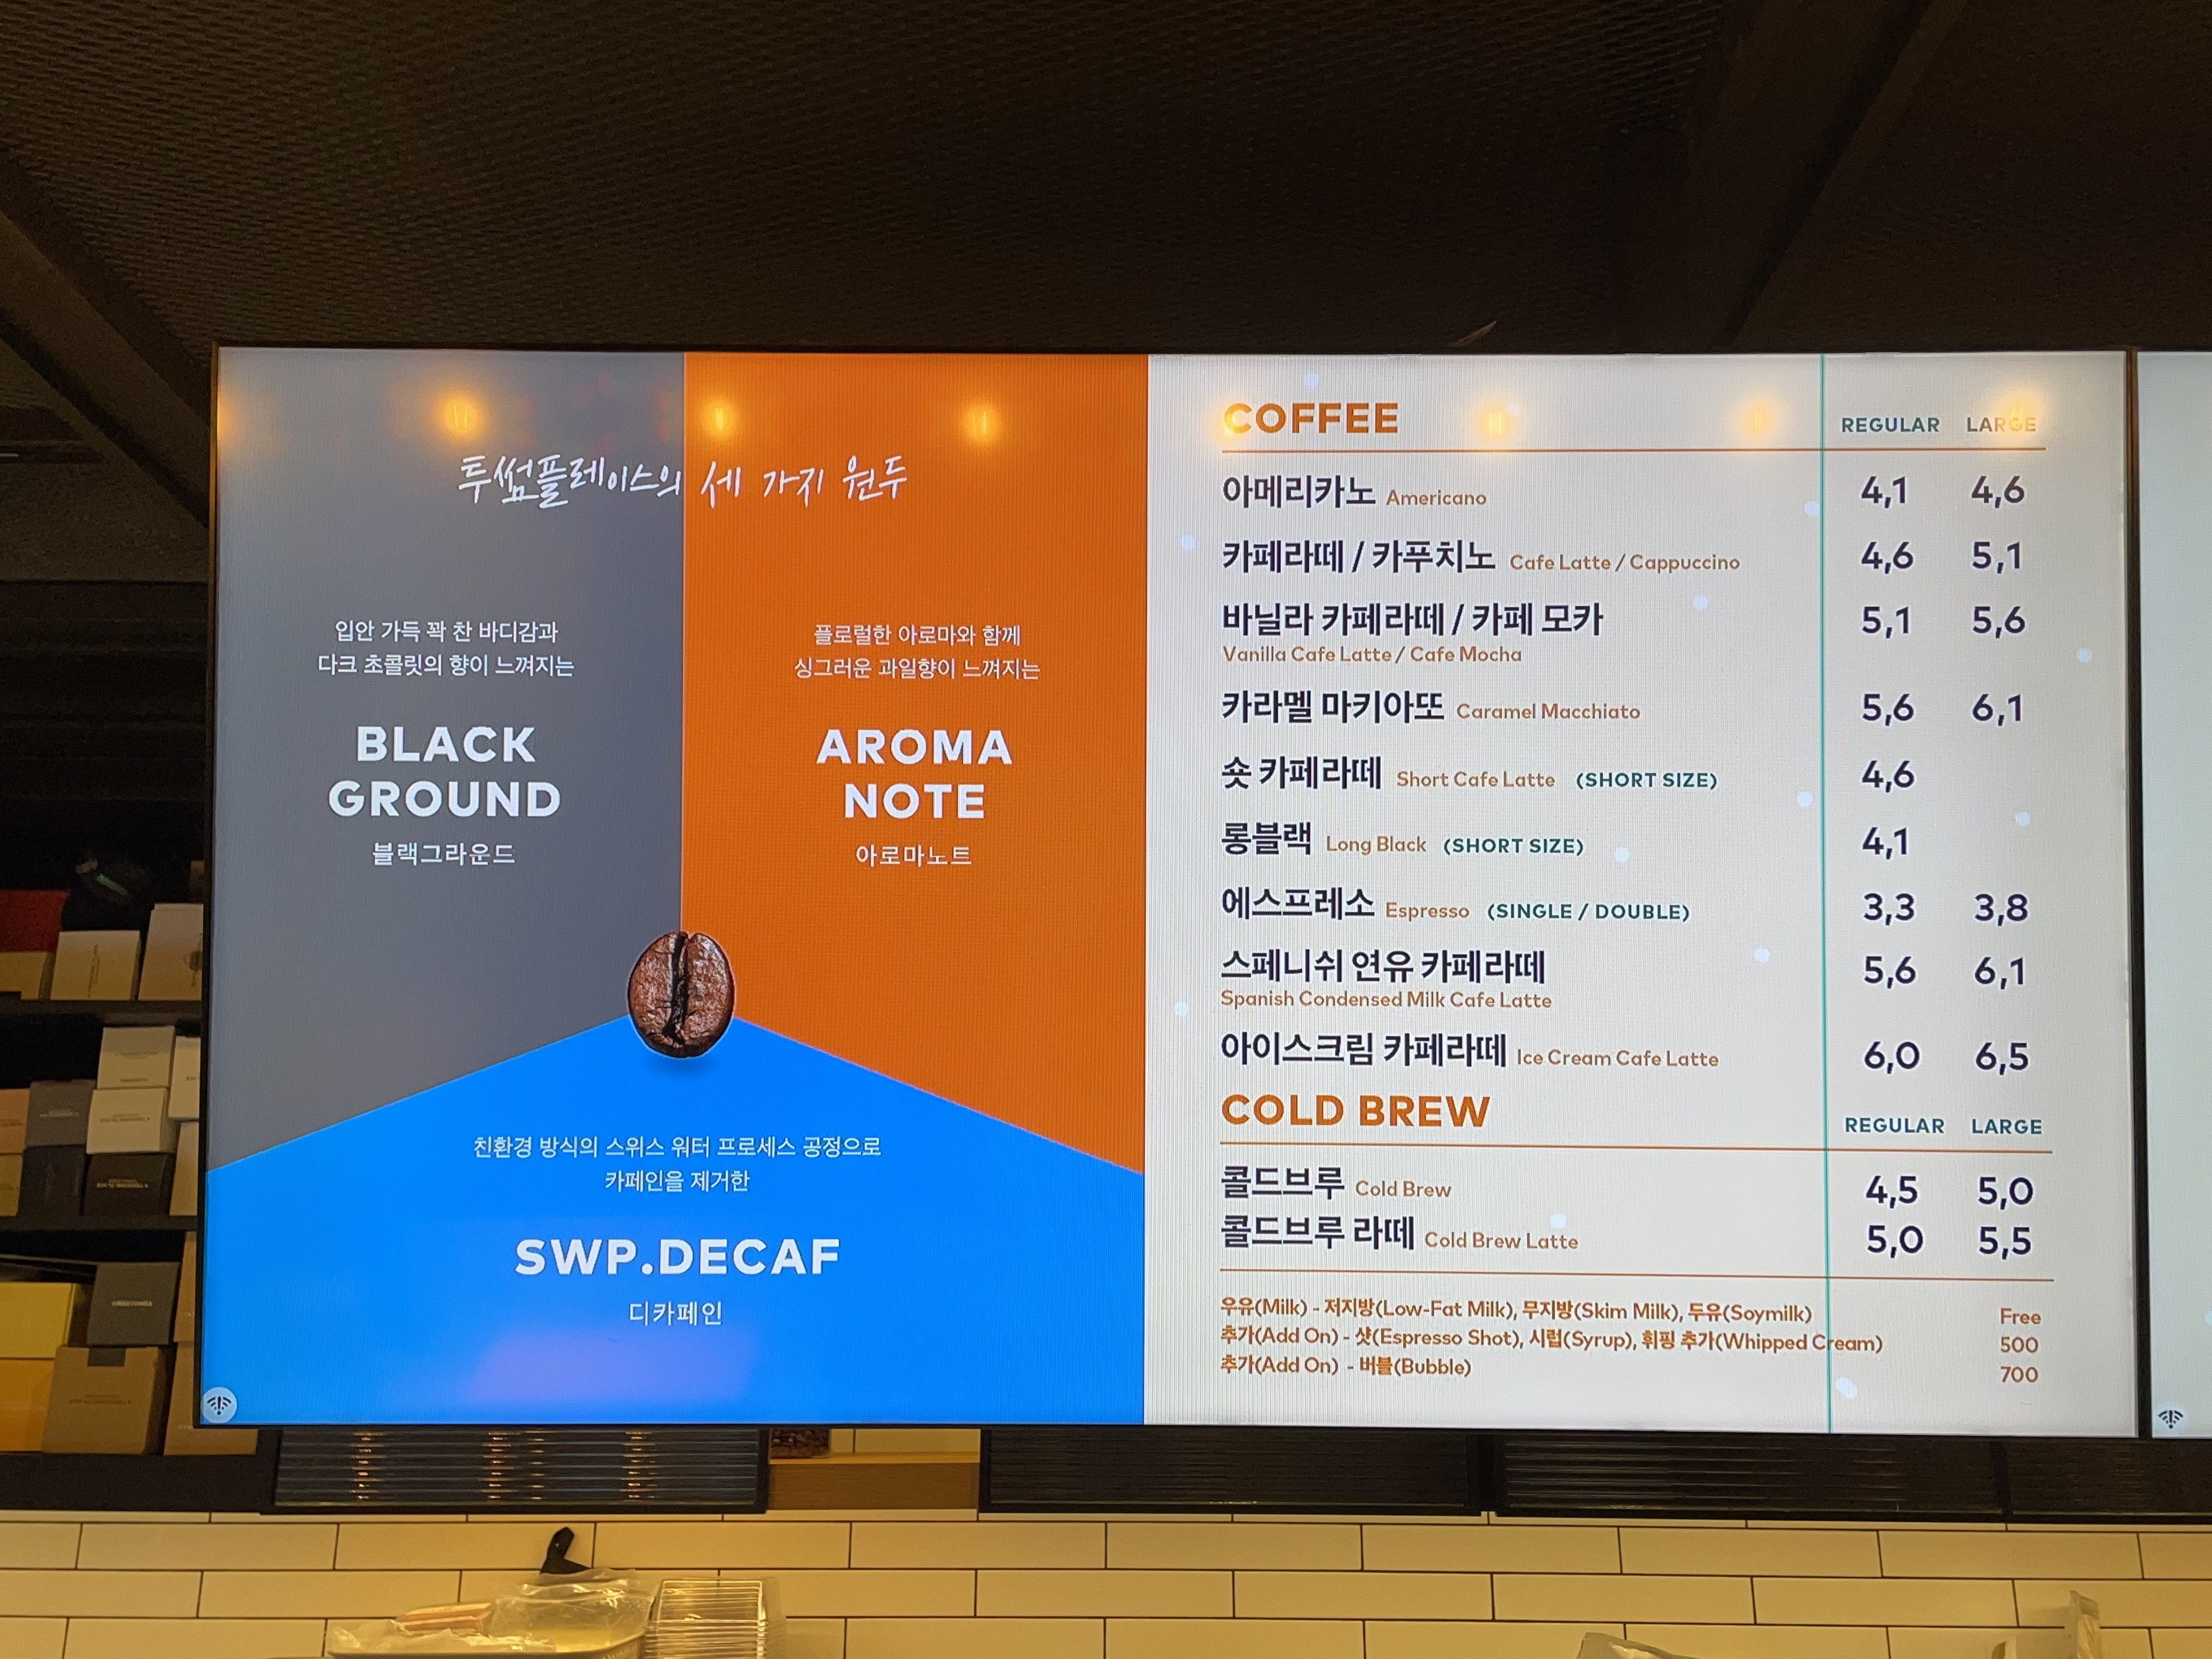 투썸플레이스의 세 가지 원두
입안 가득 꽉 찬 바디감과
다크 초콜릿의 향이 느껴지는
BLACK
GROUND
블랙그라운드
플로럴한 아로마와 함께
싱그러운 과일향이 느껴지는
AROMA
NOTE
아로마노트
친환경 방식의 스위스 워터 프로세스 공정으로
카페인을 제거한
SWP.DECAF
디카페인
COFFEE REGULAR LARGE
아메리카노 Americano 4,1 4,6
카페라떼 / 카푸치노 Cafe Latte / Cappuccino 4,6 5,1
바닐라 카페라떼 / 카페 모카 5,1 5,6
Vanilla Cafe Latte / Cafe Mocha
카라멜 마키아또 Caramel Macchiato 5,6 6,1
숏 카페라떼 Short Cafe Latte (SHORT SIZE) 4,6
롱블랙 Long Black (SHORT SIZE) 4,1
에스프레소 Espresso (SINGLE / DOUBLE) 3,3 3,8
스페니쉬 연유 카페라떼 5,6 6,1
Spanish Condensed Milk Cafe Latte
아이스크림 카페라떼 Ice Cream Cafe Latte 6,0 6,5
COLD BREW REGULAR LARGE
콜드브루 Cold Brew 4,5 5,0
콜드브루 라떼 Cold Brew Latte 5,0 5,5
우유(Milk) - 저지방(Low-Fat Milk), 무지방(Skim Milk), 두유(Soymilk) Free
추가(Add On) - 샷(Espresso Shot), 시럽(Syrup), 휘핑 추가(Whipped Cream) 500
추가(Add On) - 버블(Bubble) 700